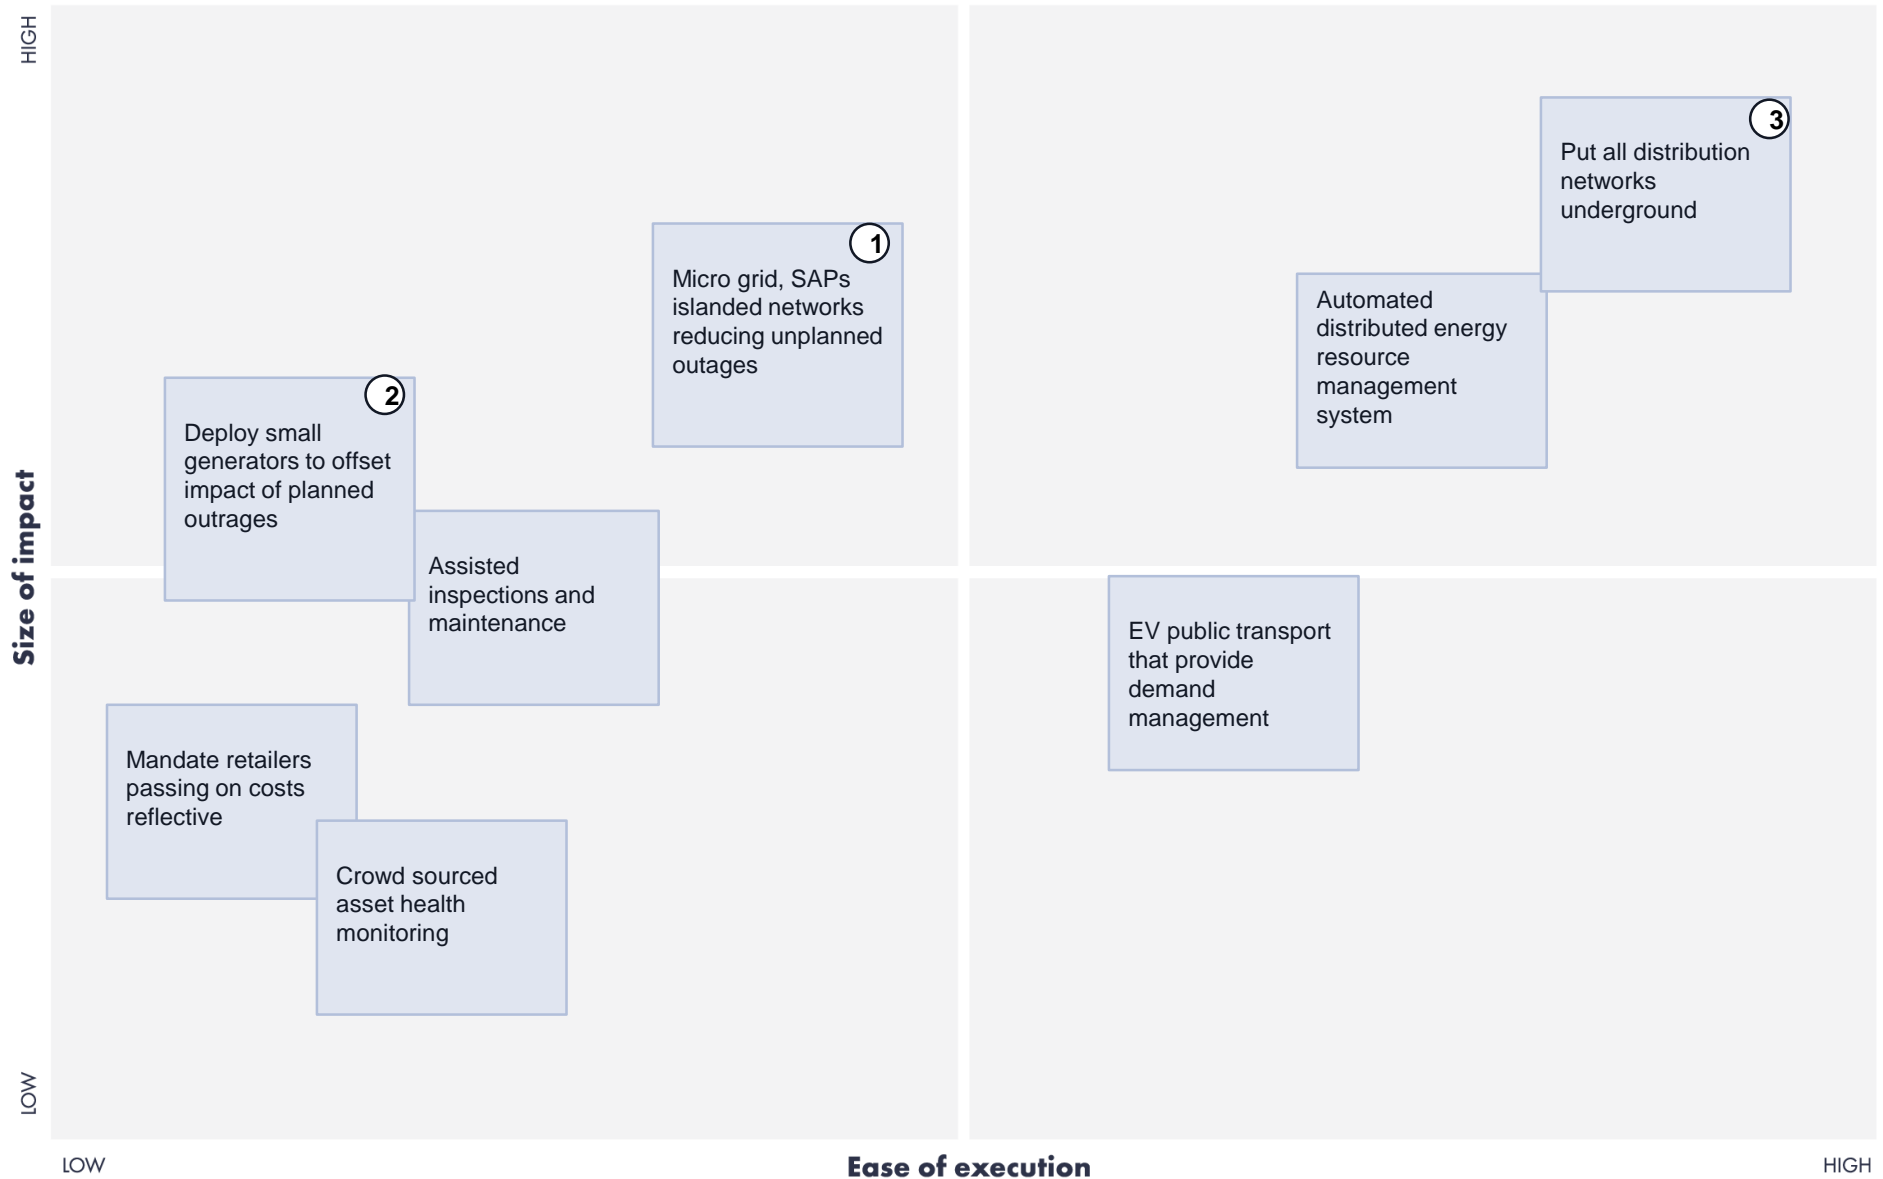 HIGH
3
Put all distribution
networks
underground
1
Micro grid, SAPs
islanded networks
reducing unplanned
outages
Automated
distributed energy
resource
management
system
2
Deploy small
generators to offset
impact of planned
outrages
Size of impact
Assisted
inspections and
maintenance
EV public transport
that provide
demand
management
Mandate retailers
passing on costs
reflective
Crowd sourced
asset health
monitoring
LOW
LOW
Ease of execution
HIGH